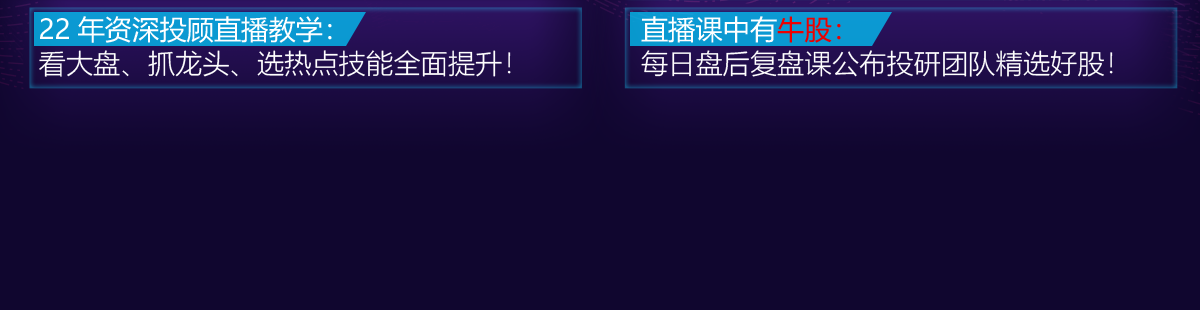 22 年资深投顾直播教学：
看大盘、抓龙头、选热点技能全面提升！
直播课中有牛股：
每日盘后复盘课公布投研团队精选好股！